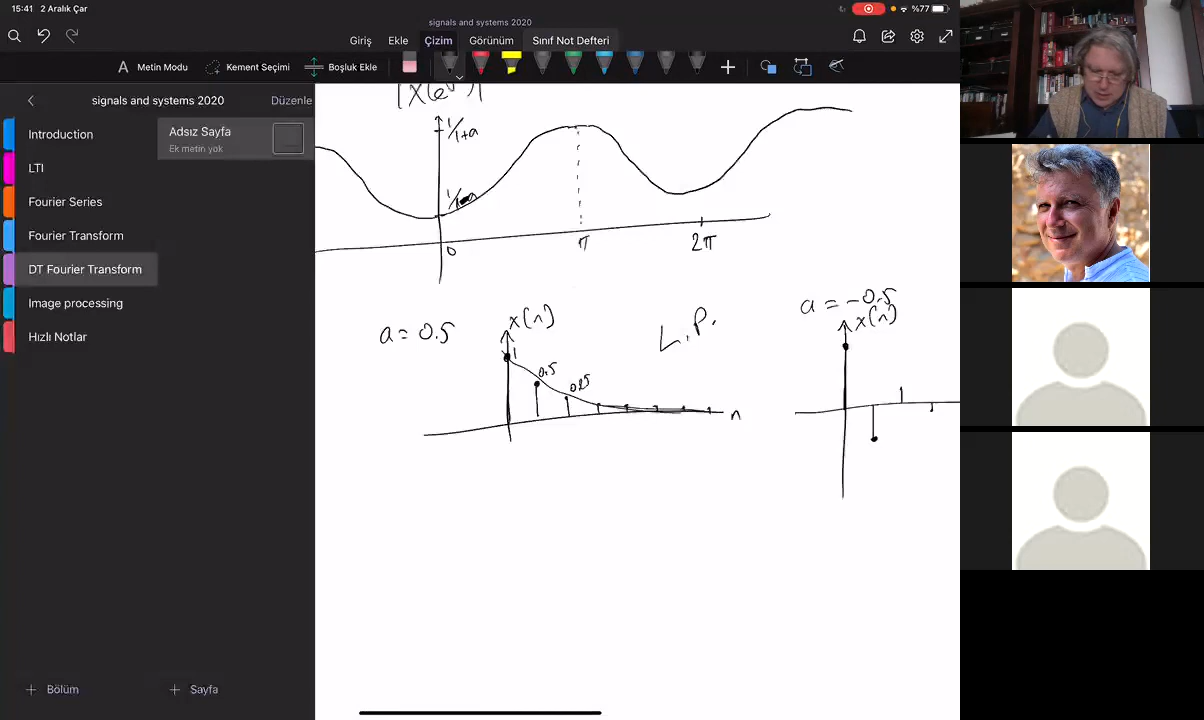 15:41 2 Aralık Çar
%77
signals and systems 2020
Giriş Ekle Çizim Görünüm Sınıf Not Defteri
Metin Modu Kement Seçimi Boşluk Ekle
signals and systems 2020 Düzenle
Introduction
LTI
Fourier Series
Fourier Transform
DT Fourier Transform
Image processing
Hızlı Notlar
Adsız Sayfa
Ek metin yok
Bölüm
Sayfa
1/1+a
0 π 2π
a = 0.5
x(n)
1
0.5
0.25
n
L.P.
a = -0.5
x(n)